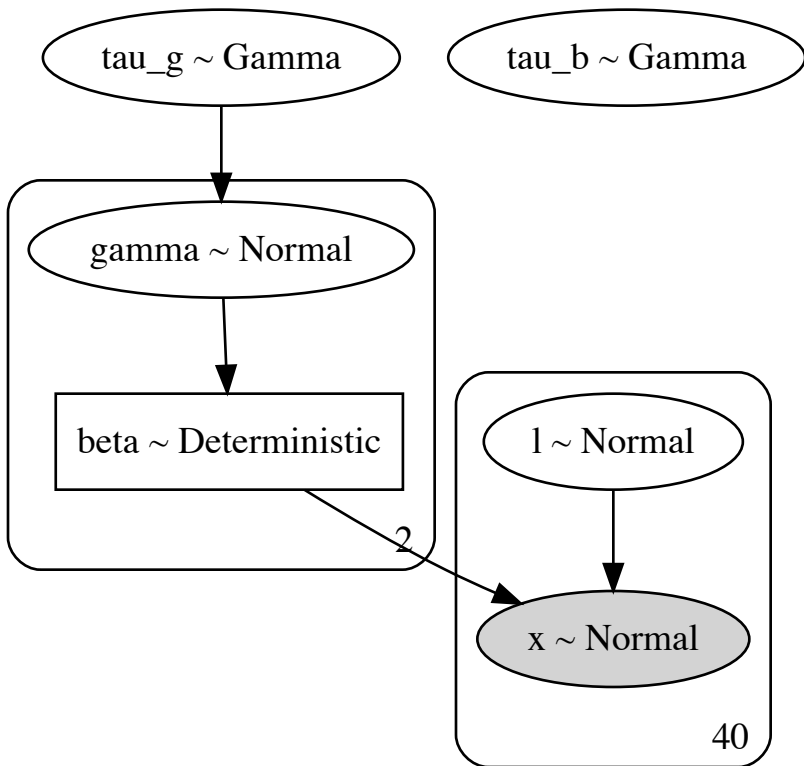 tau_g ~ Gamma
tau_b ~ Gamma
gamma ~ Normal
beta ~ Deterministic
l ~ Normal
2
x ~ Normal
40